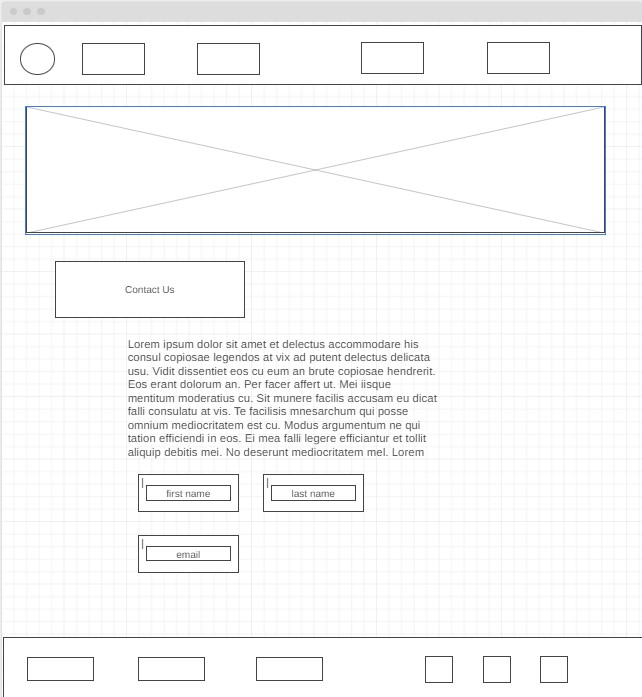 Contact Us
Lorem ipsum dolor sit amet et delectus accommodare his
consul copiosae legendos at vix ad putent delectus delicata
usu. Vidit dissentiet eos cu eum an brute copiosae hendrerit.
Eos erant dolorum an. Per facer affert ut. Mei iisque
mentitum moderatius cu. Sit munere facilis accusam eu dicat
falli consulatu at vis. Te facilisis mnesarchum qui posse
omnium mediocritatem est cu. Modus argumentum ne qui
tation efficiendi in eos. Ei mea falli legere efficiantur et tollit
aliquip debitis mei. No deserunt mediocritatem mel. Lorem
first name
last name
email